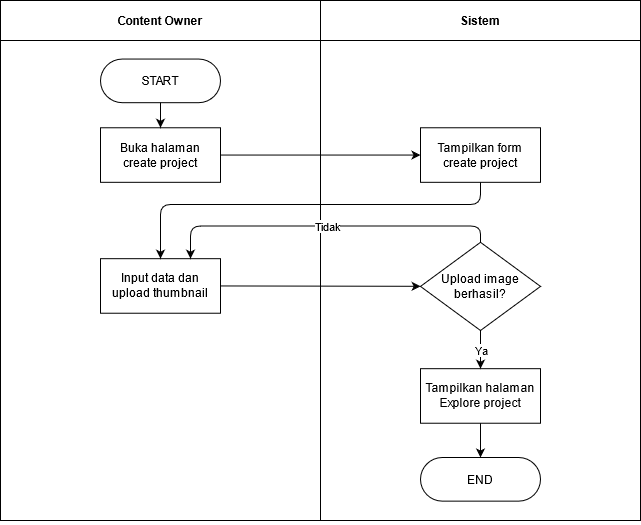 Content Owner
Sistem
START
Buka halaman
create project
Tampilkan form
create project
Tidak
Input data dan
upload thumbnail
Upload image
berhasil?
Ya
Tampilkan halaman
Explore project
END